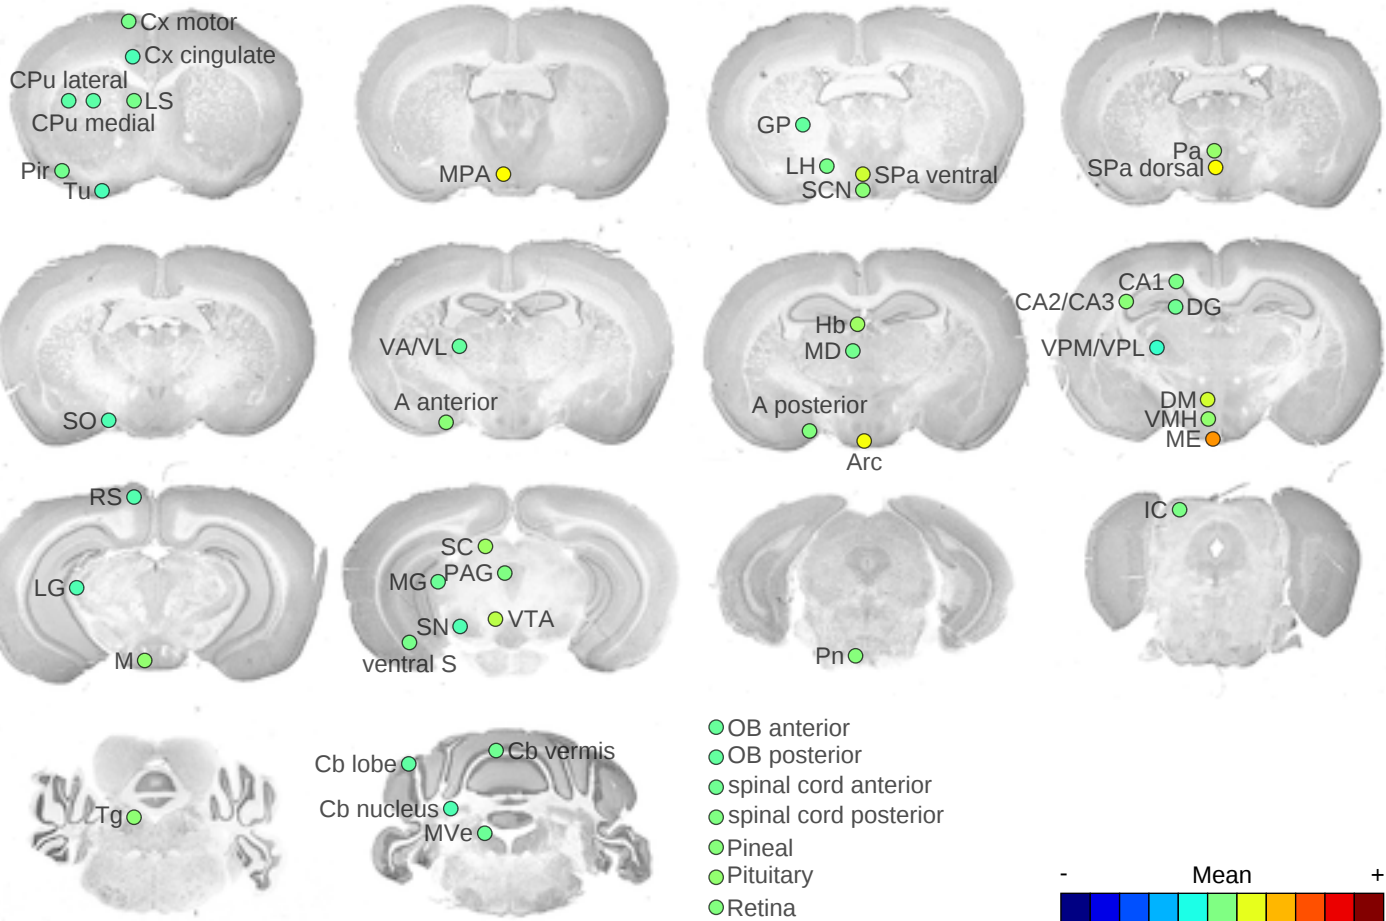 Cx motor
Cx cingulate
CPu lateral
LS
CPu medial
Pir
Tu
MPA
GP
LH
SPa ventral
SCN
Pa
SPa dorsal
SO
VA/VL
A anterior
Hb
MD
A posterior
Arc
CA1
CA2/CA3
DG
VPM/VPL
DM
VMH
ME
RS
LG
M
SC
PAG
MG
VTA
SN
ventral S
Pn
IC
Tg
Cb vermis
Cb lobe
Cb nucleus
MVe
OB anterior
OB posterior
spinal cord anterior
spinal cord posterior
Pineal
Pituitary
Retina
- Mean +